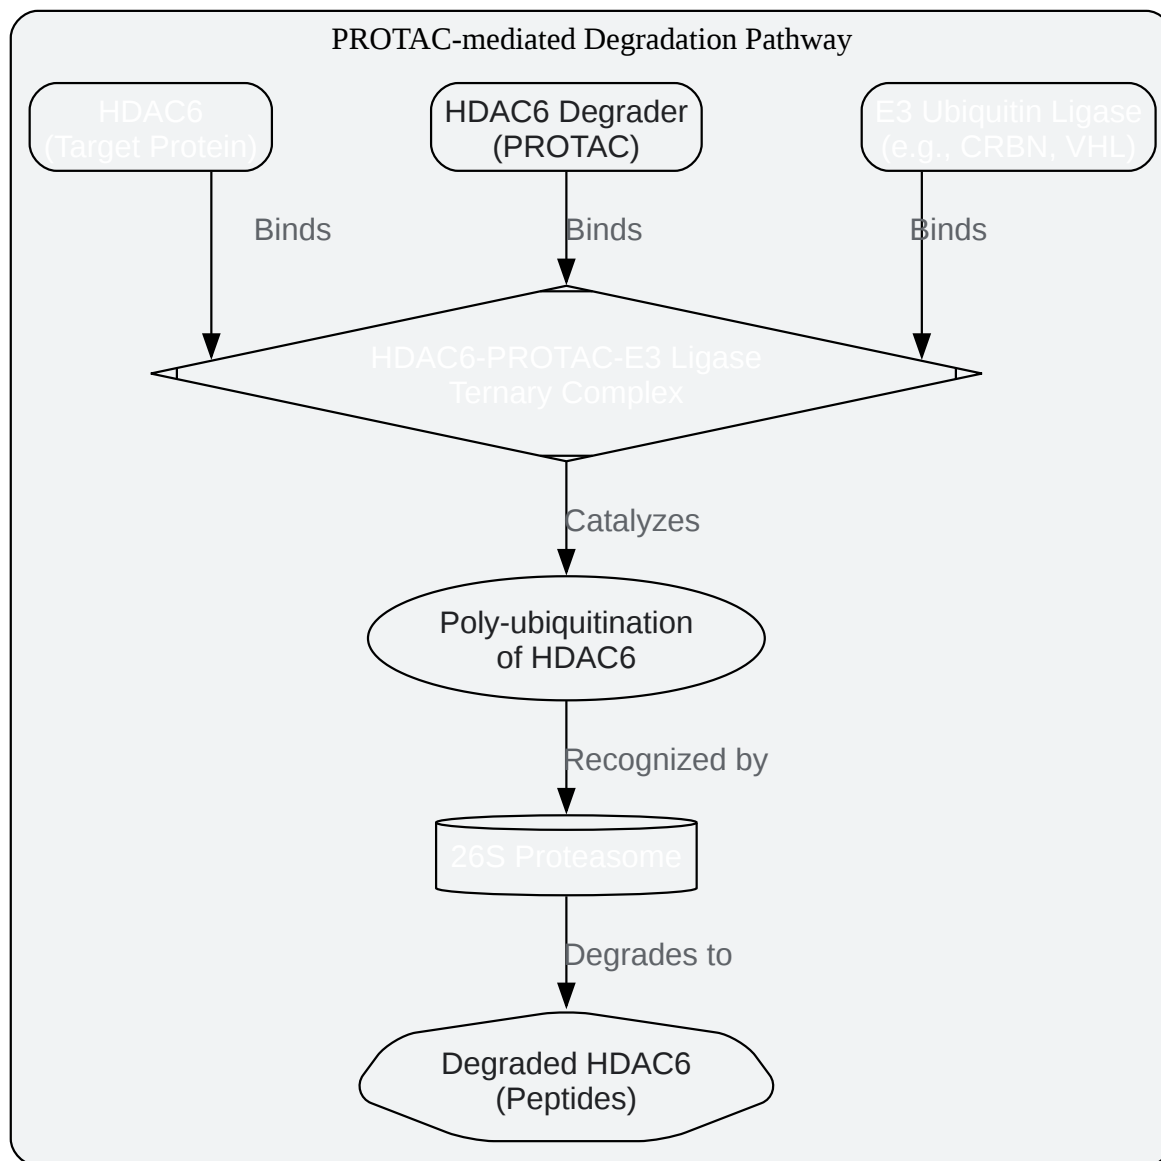 PROTAC-mediated Degradation Pathway
HDAC6
(Target Protein)
HDAC6 Degrader
(PROTAC)
E3 Ubiquitin Ligase
(e.g., CRBN, VHL)
Binds
Binds
Binds
HDAC6-PROTAC-E3 Ligase
Ternary Complex
Catalyzes
Poly-ubiquitination
of HDAC6
Recognized by
26S Proteasome
Degrades to
Degraded HDAC6
(Peptides)